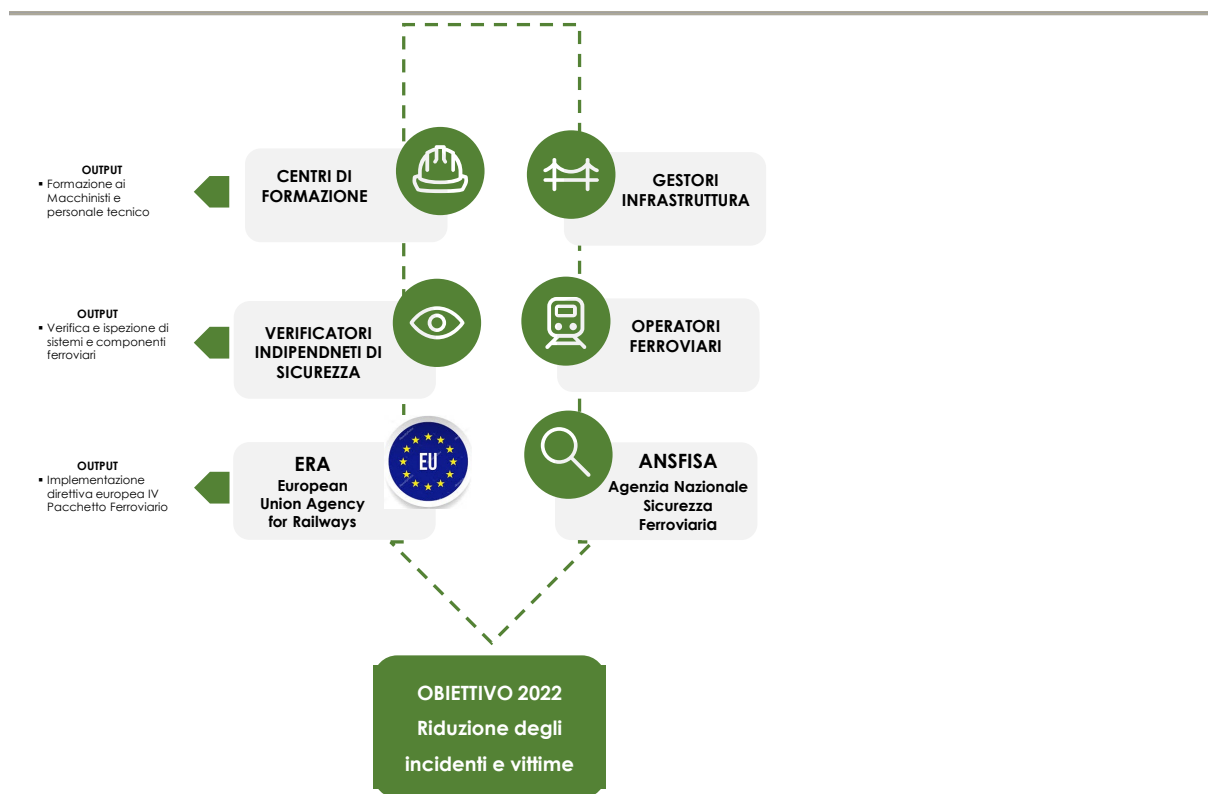 OUTPUT
▪ Formazione ai
Macchinisti e
personale tecnico
CENTRI DI
FORMAZIONE
GESTORI
INFRASTRUTTURA
OUTPUT
▪ Verifica e ispezione di
sistemi e componenti
ferroviari
VERIFICATORI
INDIPENDNETI DI
SICUREZZA
OPERATORI
FERROVIARI
OUTPUT
▪ Implementazione
direttiva europea IV
Pacchetto Ferroviario
ERA
European
Union Agency
for Railways
EU
ANSFISA
Agenzia Nazionale
Sicurezza
Ferroviaria
OBIETTIVO 2022
Riduzione degli
incidenti e vittime